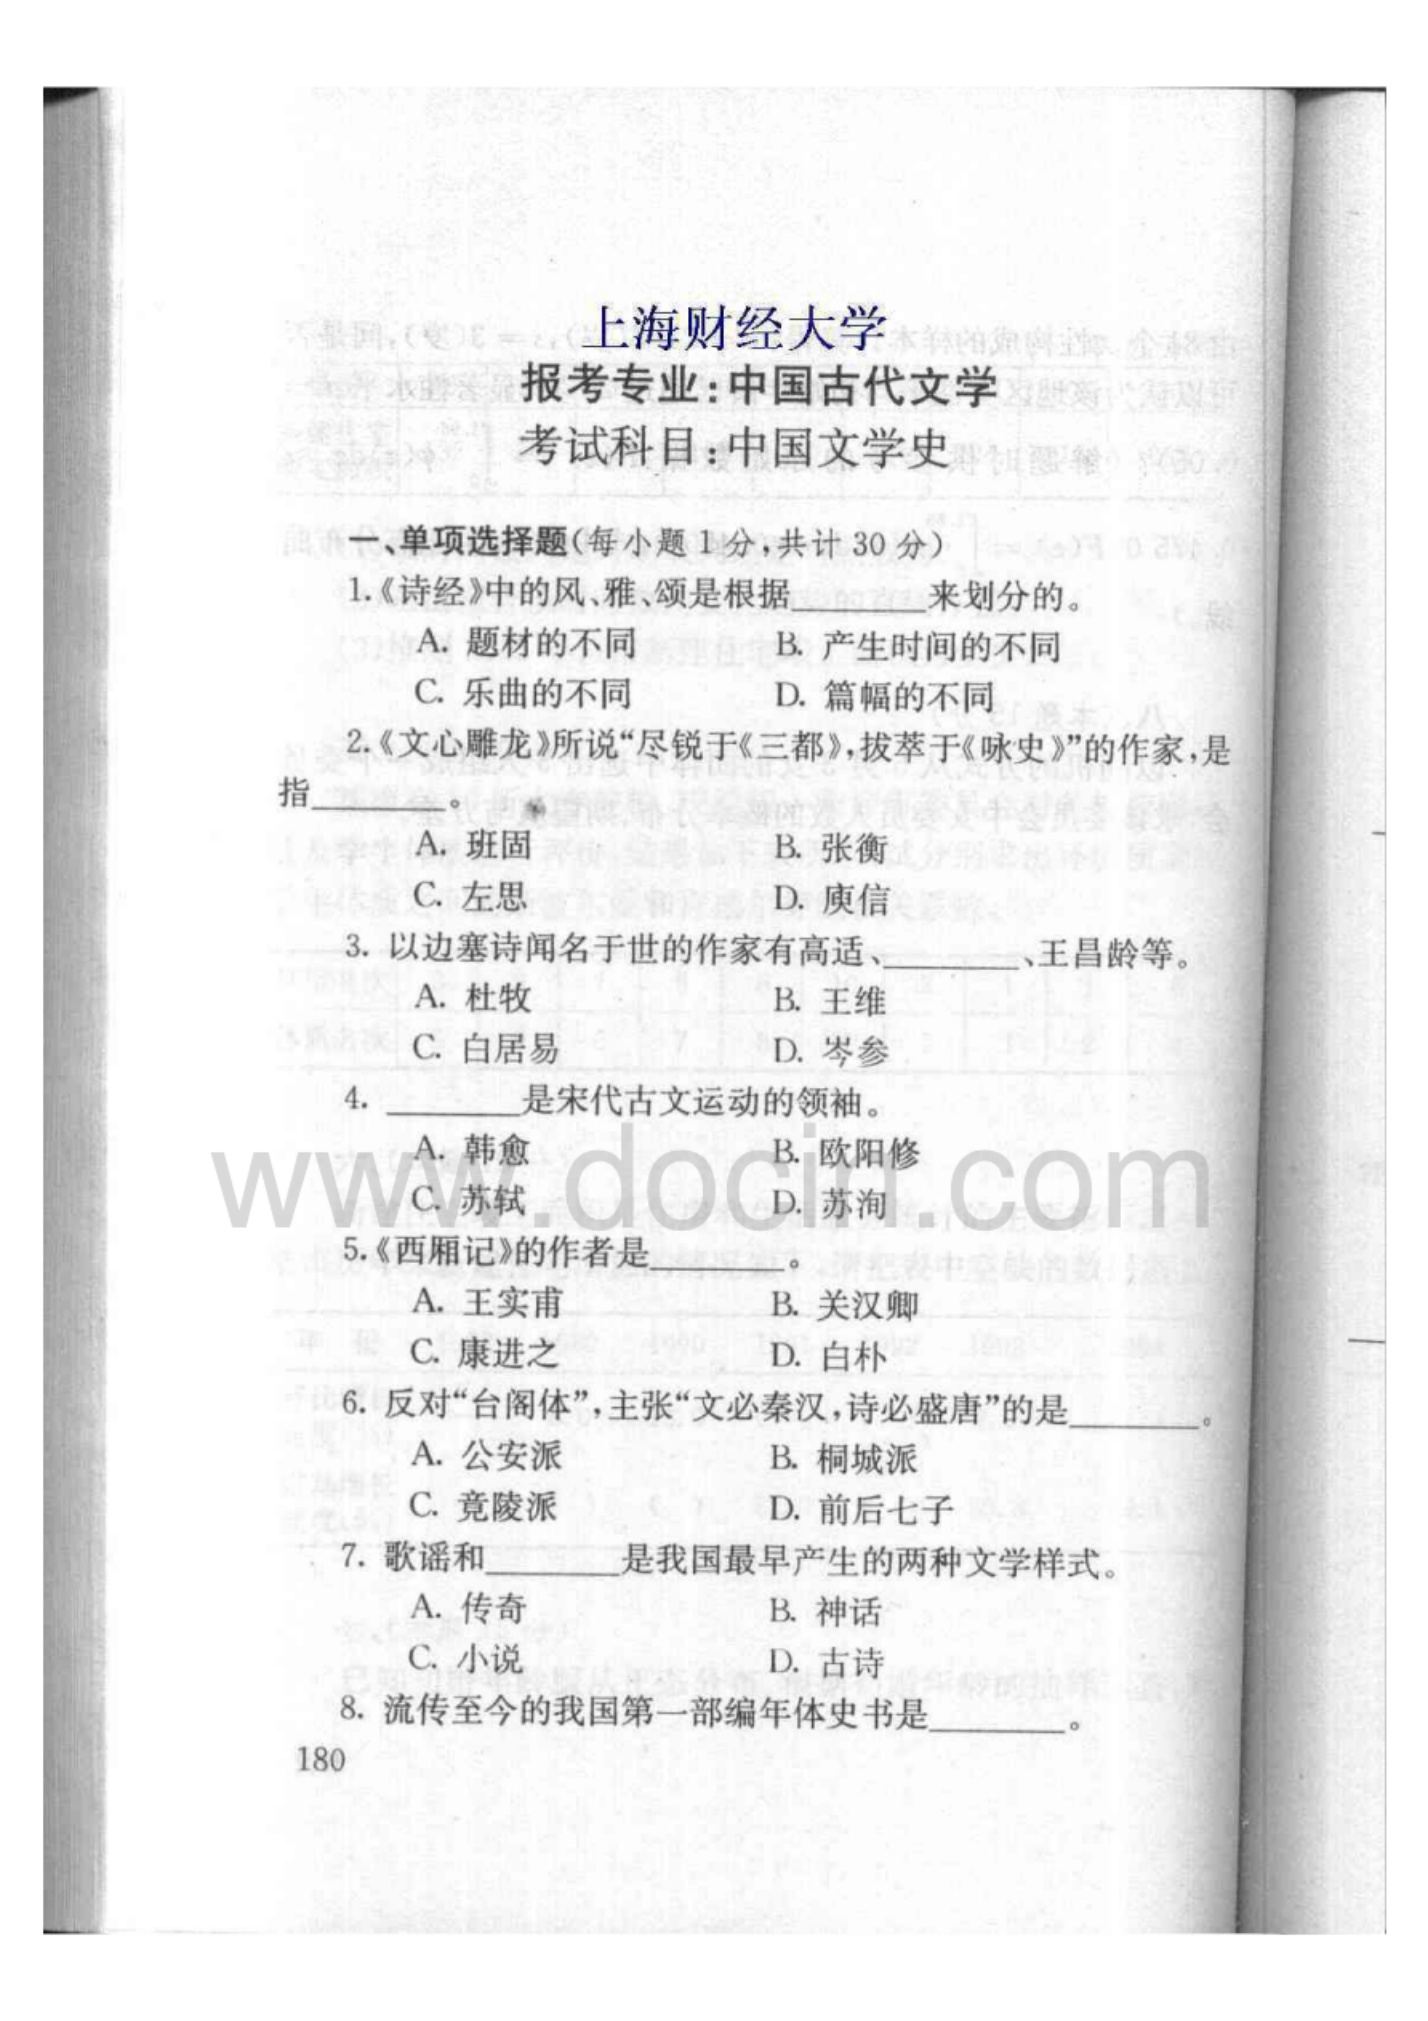 上海财经大学
报考专业:中国古代文学
考试科目:中国文学史
一、单项选择题(每小题1分,共计30分)
1.《诗经》中的风、雅、颂是根据________来划分的。
A. 题材的不同 B. 产生时间的不同
C. 乐曲的不同 D. 篇幅的不同
2.《文心雕龙》所说“尽锐于《三都》,拔萃于《咏史》”的作家,是
指________。
A. 班固 B. 张衡
C. 左思 D. 庾信
3. 以边塞诗闻名于世的作家有高适、________、王昌龄等。
A. 杜牧 B. 王维
C. 白居易 D. 岑参
4. ________是宋代古文运动的领袖。
A. 韩愈 B. 欧阳修
C. 苏轼 D. 苏洵
www.docin.com
5.《西厢记》的作者是________。
A. 王实甫 B. 关汉卿
C. 康进之 D. 白朴
6. 反对“台阁体”,主张“文必秦汉,诗必盛唐”的是________。
A. 公安派 B. 桐城派
C. 竟陵派 D. 前后七子
7. 歌谣和________是我国最早产生的两种文学样式。
A. 传奇 B. 神话
C. 小说 D. 古诗
8. 流传至今的我国第一部编年体史书是________。
180